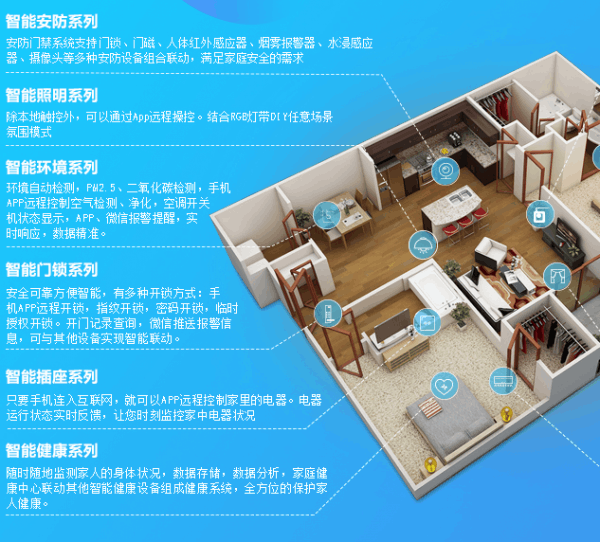 智能安防系列
安防门禁系统支持门锁、门磁、人体红外感应器、烟雾报警器、水浸感应
器、摄像头等多种安防设备组合联动，满足家庭安全的需求
智能照明系列
除本地触控外，可以通过App远程操控。结合RGB灯带DIY任意场景
氛围模式
智能环境系列
环境自动检测，PM2.5、二氧化碳检测，手机
APP远程控制空气检测、净化，空调开关
机状态显示，APP、微信报警提醒，实
时响应，数据精准。
智能门锁系列
安全可靠方便智能，有多种开锁方式：手
机APP远程开锁，指纹开锁，密码开锁，临时
授权开锁。开门记录查询，微信推送报警信
息，可与其他设备实现智能联动。
智能插座系列
只要手机连入互联网，就可以APP远程控制家里的电器。电器
运行状态实时反馈，让您时刻监控家中电器状况
智能健康系列
随时随地监测家人的身体状况，数据存储，数据分析，家庭健
康中心联动其他智能健康设备组成健康系统，全方位的保护家
人健康。